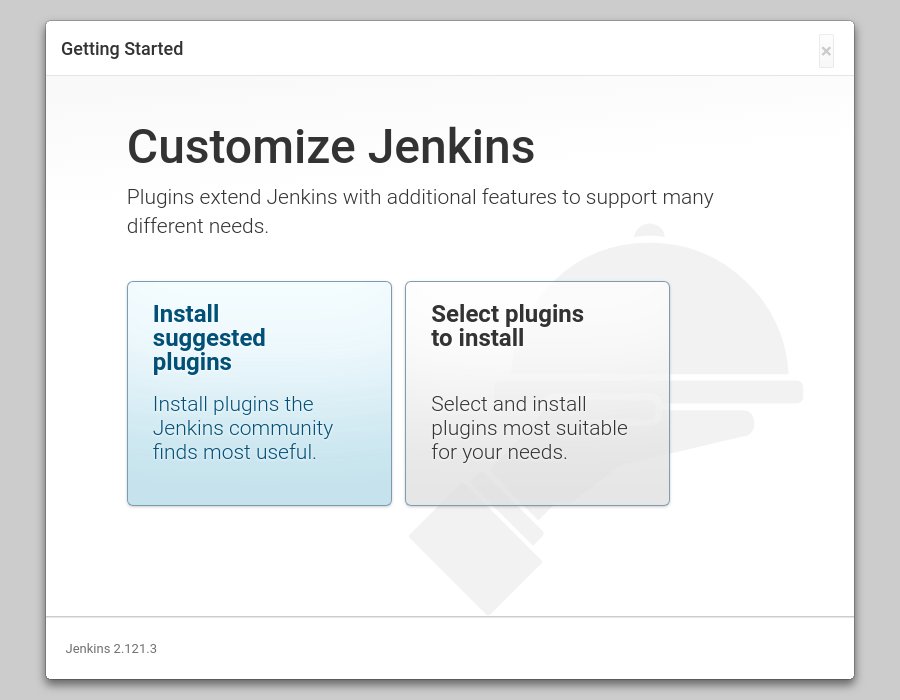 Getting Started
×
Customize Jenkins
Plugins extend Jenkins with additional features to support many
different needs.
Install
suggested
plugins
Install plugins the
Jenkins community
finds most useful.
Select plugins
to install
Select and install
plugins most suitable
for your needs.
Jenkins 2.121.3